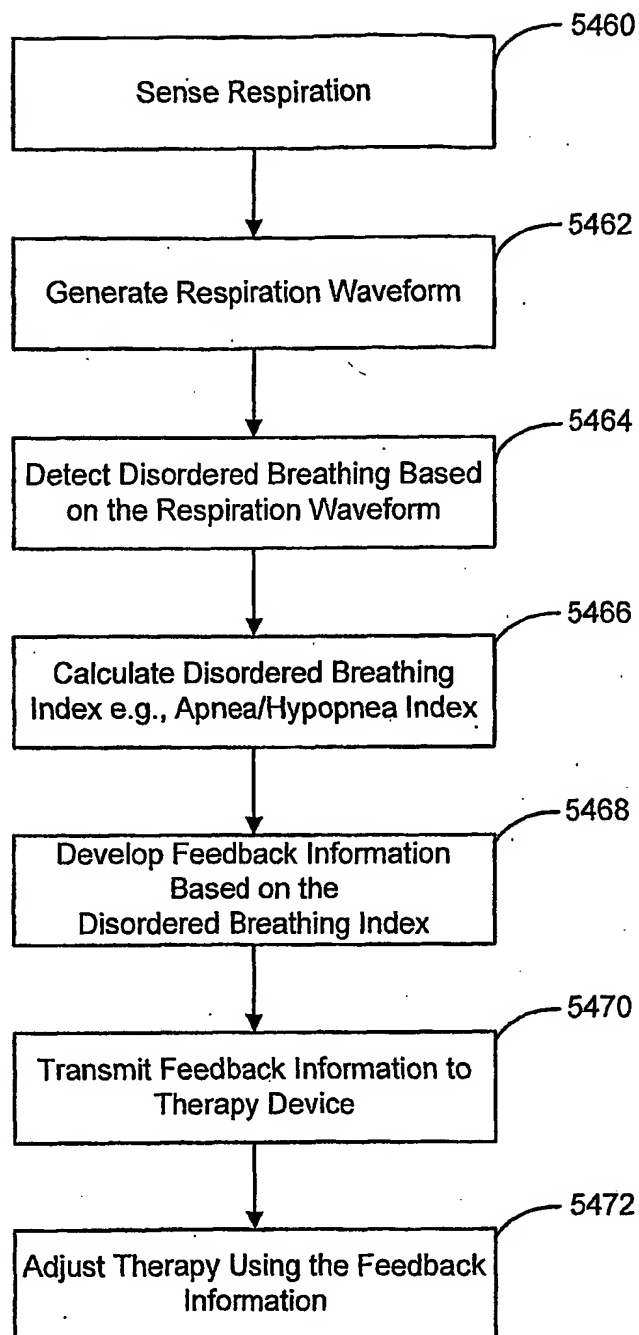 5460
Sense Respiration
5462
Generate Respiration Waveform
5464
Detect Disordered Breathing Based
on the Respiration Waveform
5466
Calculate Disordered Breathing
Index e.g., Apnea/Hypopnea Index
5468
Develop Feedback Information
Based on the
Disordered Breathing Index
5470
Transmit Feedback Information to
Therapy Device
5472
Adjust Therapy Using the Feedback
Information